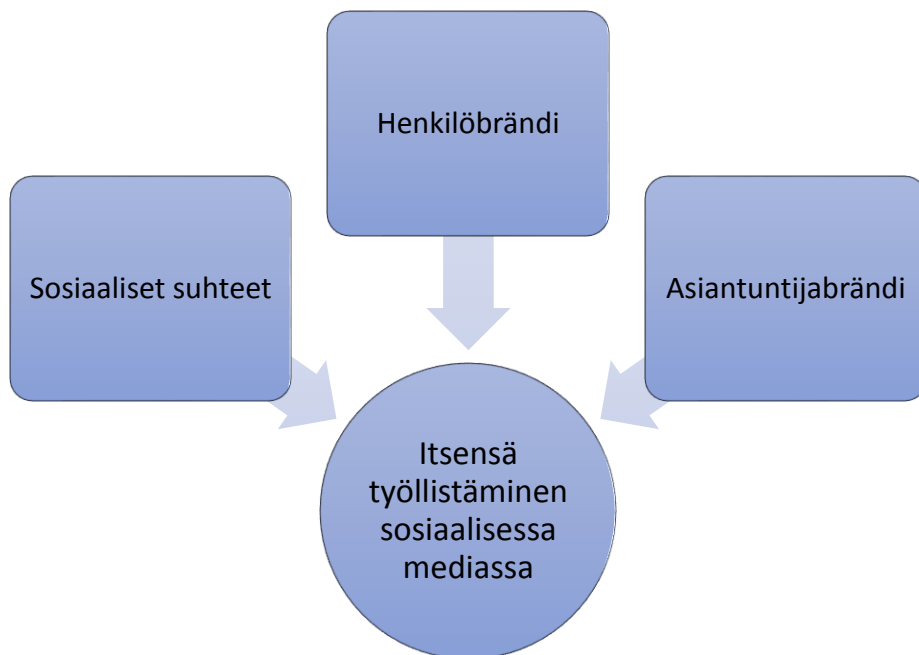 Henkilöbrändi
Sosiaaliset suhteet
Asiantuntijabrändi
Itsensä
työllistäminen
sosiaalisessa
mediassa